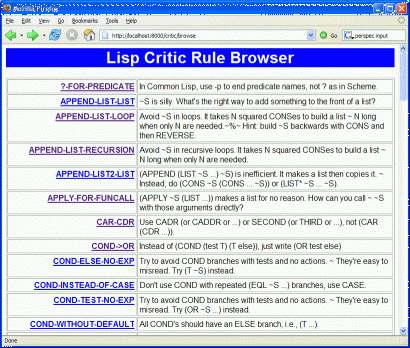 Mozilla Firefox
File Edit View Go Bookmarks Tools Help
http://localhost:8000/critic/browse Go perspec input
Lisp Critic Rule Browser
?-FOR-PREDICATE In Common Lisp, use -p to end predicate names, not ? as in Scheme.
APPEND-LIST-LIST ~S is silly. What's the right way to add something to the front of a list?
APPEND-LIST-LOOP Avoid ~S in loops. It takes N squared CONSes to build a list ~ N long
when only N are needed.~%~ Hint: build ~S backwards with CONS and
then REVERSE.
APPEND-LIST-RECURSION Avoid ~S in recursive loops. It takes N squared CONSes to build a list ~
N long when only N are needed.
APPEND-LIST2-LIST (APPEND (LIST ~S ...) ~S) is inefficient. It makes a list then copies it. ~
Instead, do (CONS ~S (CONS ... ~S)) or (LIST* ~S ... ~S).
APPLY-FOR-FUNCALL (APPLY ~S (LIST ...)) makes a list for no reason. How can you call ~ ~S
with those arguments directly?
CAR-CDR Use CADR (or CADDR or ...) or SECOND (or THIRD or ...), not (CAR
(CDR ...)).
COND->OR Instead of (COND (test T) (T else)), just write (OR test else)
COND-ELSE-NO-EXP Try to avoid COND branches with tests and no actions. ~ They're easy to
misread. Try (T ~S) instead.
COND-INSTEAD-OF-CASE Don't use COND with repeated (EQL ~S ...) branches, use CASE.
COND-TEST-NO-EXP Try to avoid COND branches with tests and no actions. ~ They're easy to
misread. Try (OR ~S ...) instead.
COND-WITHOUT-DEFAULT All COND's should have an ELSE branch, i.e., (T ...).
Done